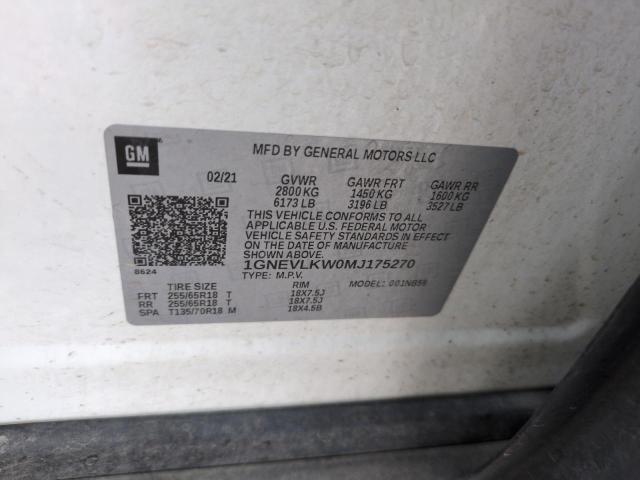 GM
MFD BY GENERAL MOTORS LLC
02/21 GVWR GAWR FRT GAWR RR
2800 KG 1450 KG 1600 KG
6173 LB 3196 LB 3527 LB
THIS VEHICLE CONFORMS TO ALL
APPLICABLE U.S. FEDERAL MOTOR
VEHICLE SAFETY STANDARDS IN EFFECT
ON THE DATE OF MANUFACTURE
SHOWN ABOVE.
8624 1GNEVLKW0MJ175270
TYPE: M.P.V. MODEL: 001NB56
TIRE SIZE RIM
FRT 255/65R18 T 18X7.5J
RR 255/65R18 T 18X7.5J
SPA T135/70R18 M 18X4.5B